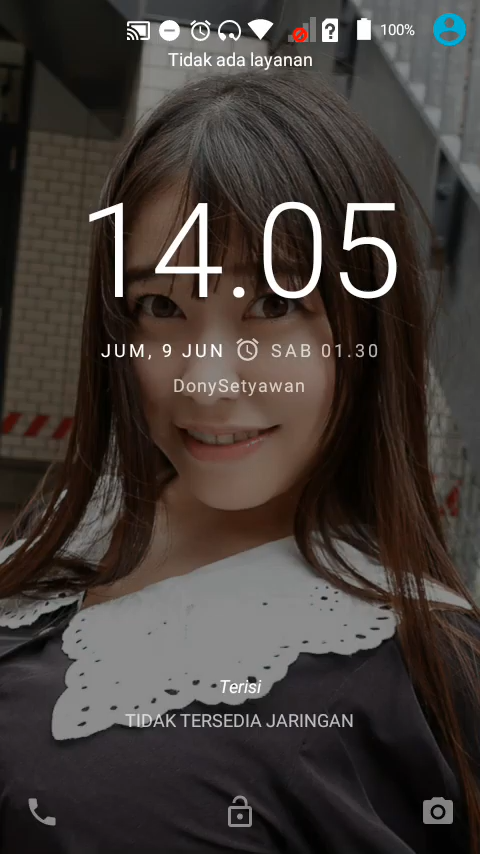 100%
Tidak ada layanan
14.05
JUM, 9 JUN SAB 01.30
DonySetyawan
Terisi
TIDAK TERSEDIA JARINGAN